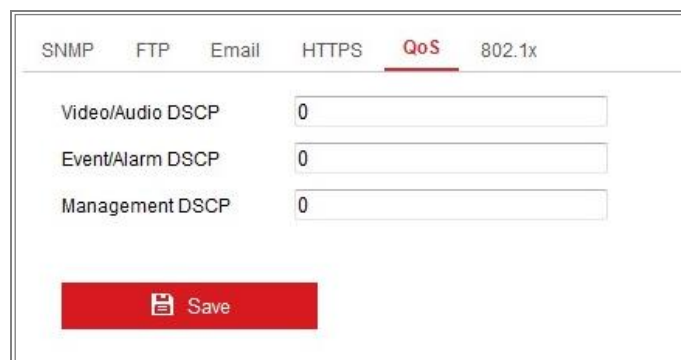 SNMP FTP Email HTTPS QoS 802.1x
Video/Audio DSCP 0
Event/Alarm DSCP 0
Management DSCP 0
Save